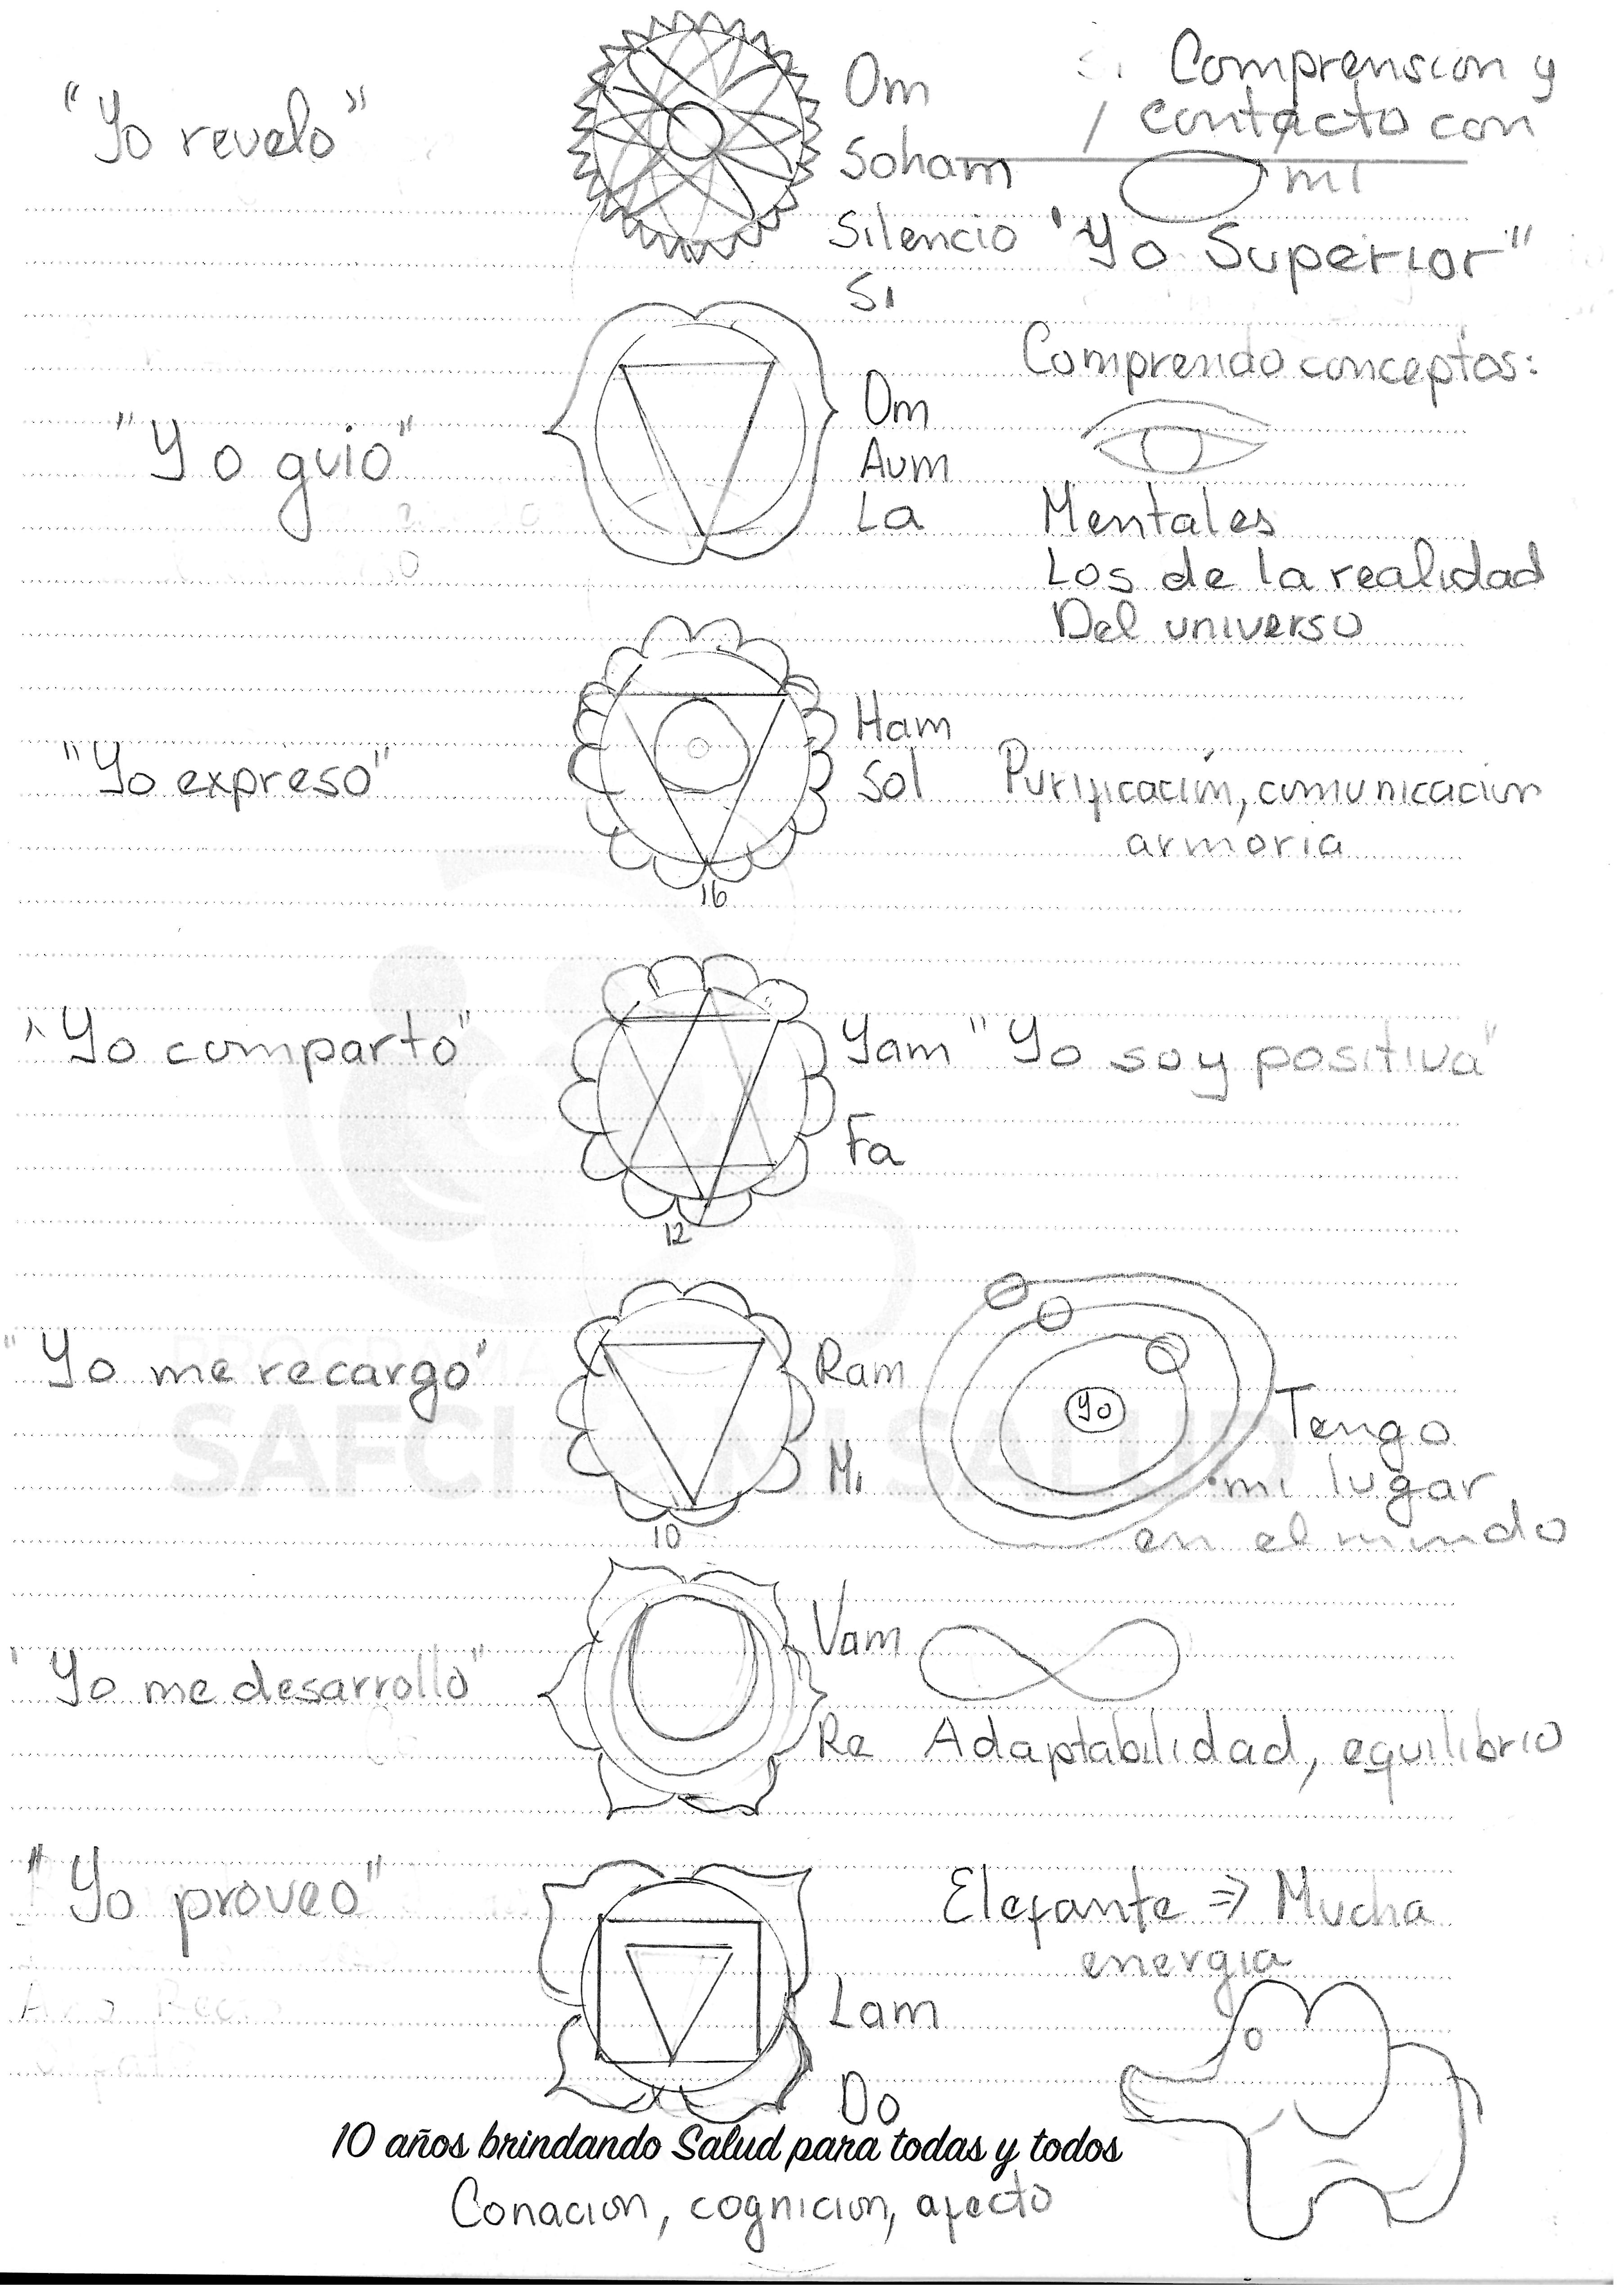 "Yo revelo"
Om
Soham
Silencio
Si
Comprension y
contacto con
mi
"Yo Superior"
"Yo guio"
Om
Aum
La
Comprendo conceptos:
Mentales
Los de la realidad
Del universo
"Yo expreso"
Ham
Sol
Purificación, comunicacion
armoria
16
"Yo comparto"
Yam
"Yo soy positiva"
Fa
12
"Yo me recargo"
Ram
Mi
10
Yo
Tengo
mi lugar
en el mundo
SAFCI MI SALUD
"Yo me desarrollo"
Vam
Re
Adaptabilidad, equilibrio
"Yo proveo"
Elefante => Mucha
energia
Lam
Do
10 años brindando Salud para todas y todos
Conacion, cognicion, afecto